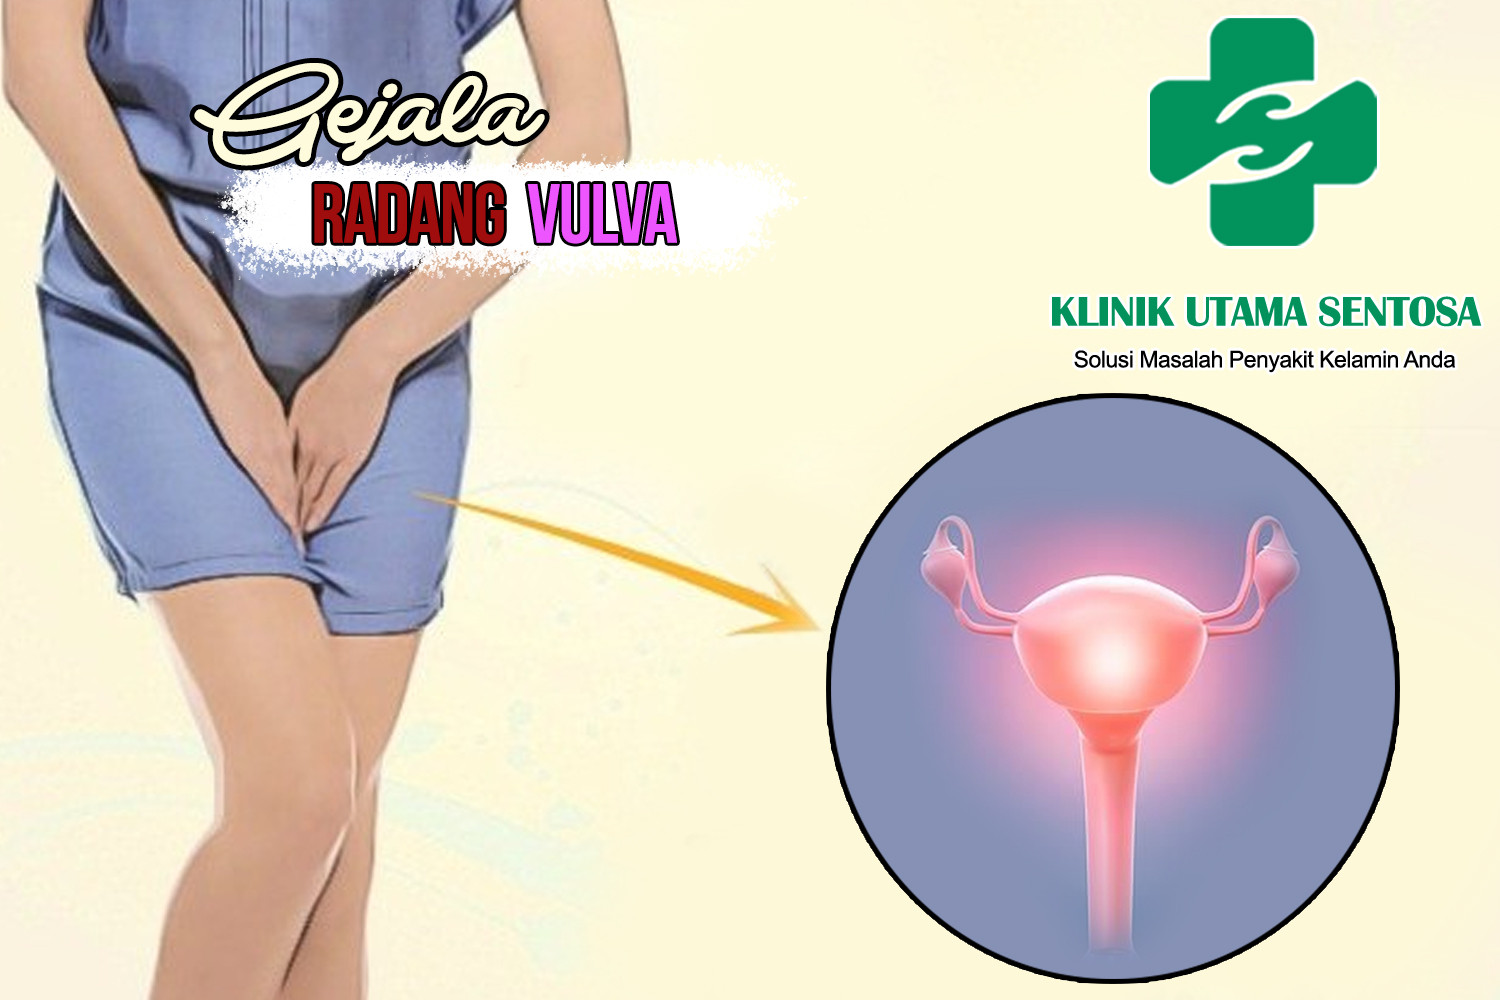 Gejala
RADANG VULVA
KLINIK UTAMA SENTOSA
Solusi Masalah Penyakit Kelamin Anda